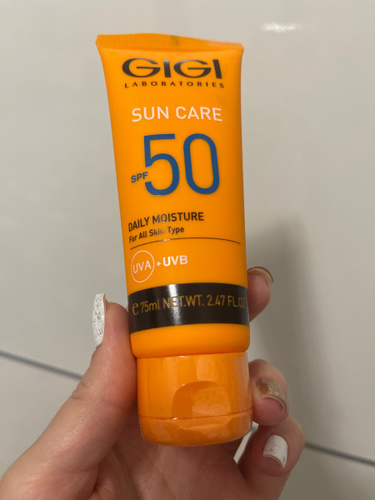 GIGI
LABORATORIES
SUN CARE
SPF 50
DAILY MOISTURE
For All Skin Type
UVA + UVB
℮ 75ml NET.WT. 2.47 FL.